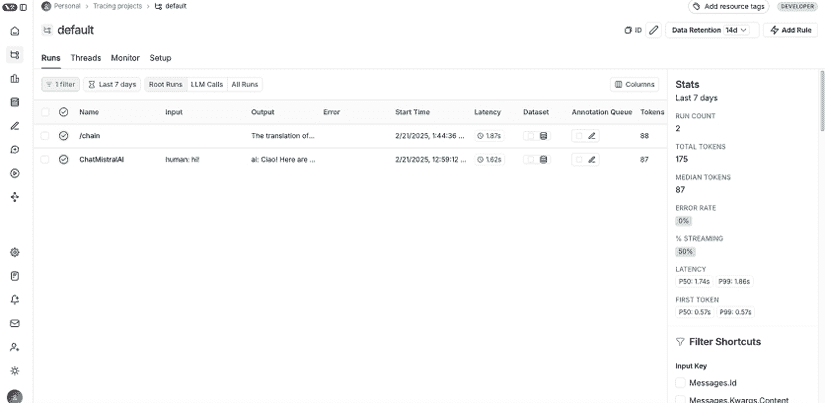 Personal > Tracing projects > default
Add resource tags
DEVELOPER
default
ID
Data Retention 14d
Add Rule
Runs Threads Monitor Setup
1 filter Last 7 days Root Runs LLM Calls All Runs
Columns
Name Input Output Error Start Time Latency Dataset Annotation Queue Tokens
/chain The translation of... 2/21/2025, 1:44:36 ... 1.87s 88
ChatMistralAI human: hi! ai: Ciao! Here are ... 2/21/2025, 12:59:12 ... 1.62s 87
Stats
Last 7 days
RUN COUNT
2
TOTAL TOKENS
175
MEDIAN TOKENS
87
ERROR RATE
0%
% STREAMING
50%
LATENCY
P50: 1.74s P99: 1.86s
FIRST TOKEN
P50: 0.57s P99: 0.57s
Filter Shortcuts
Input Key
Messages.Id
Messages.Kwargs.Content